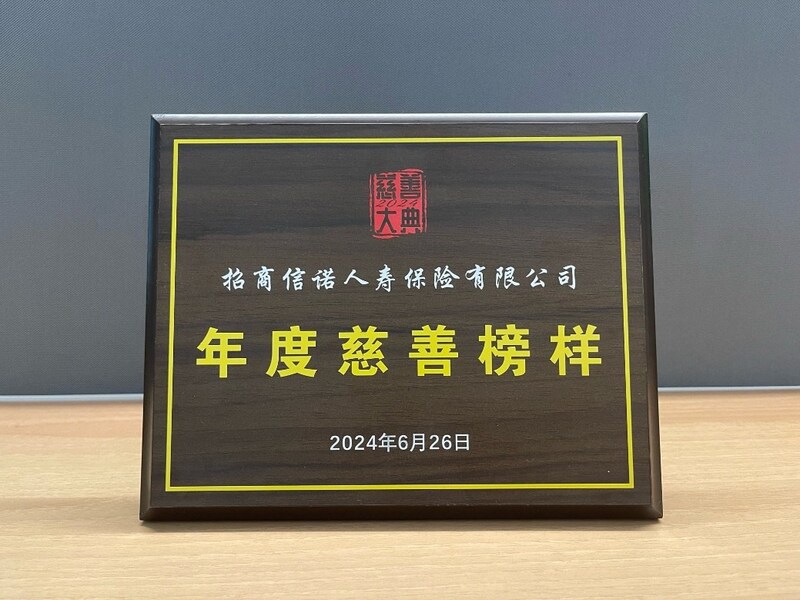 慈善
2024
大典
招商信诺人寿保险有限公司
年度慈善榜样
2024年6月26日